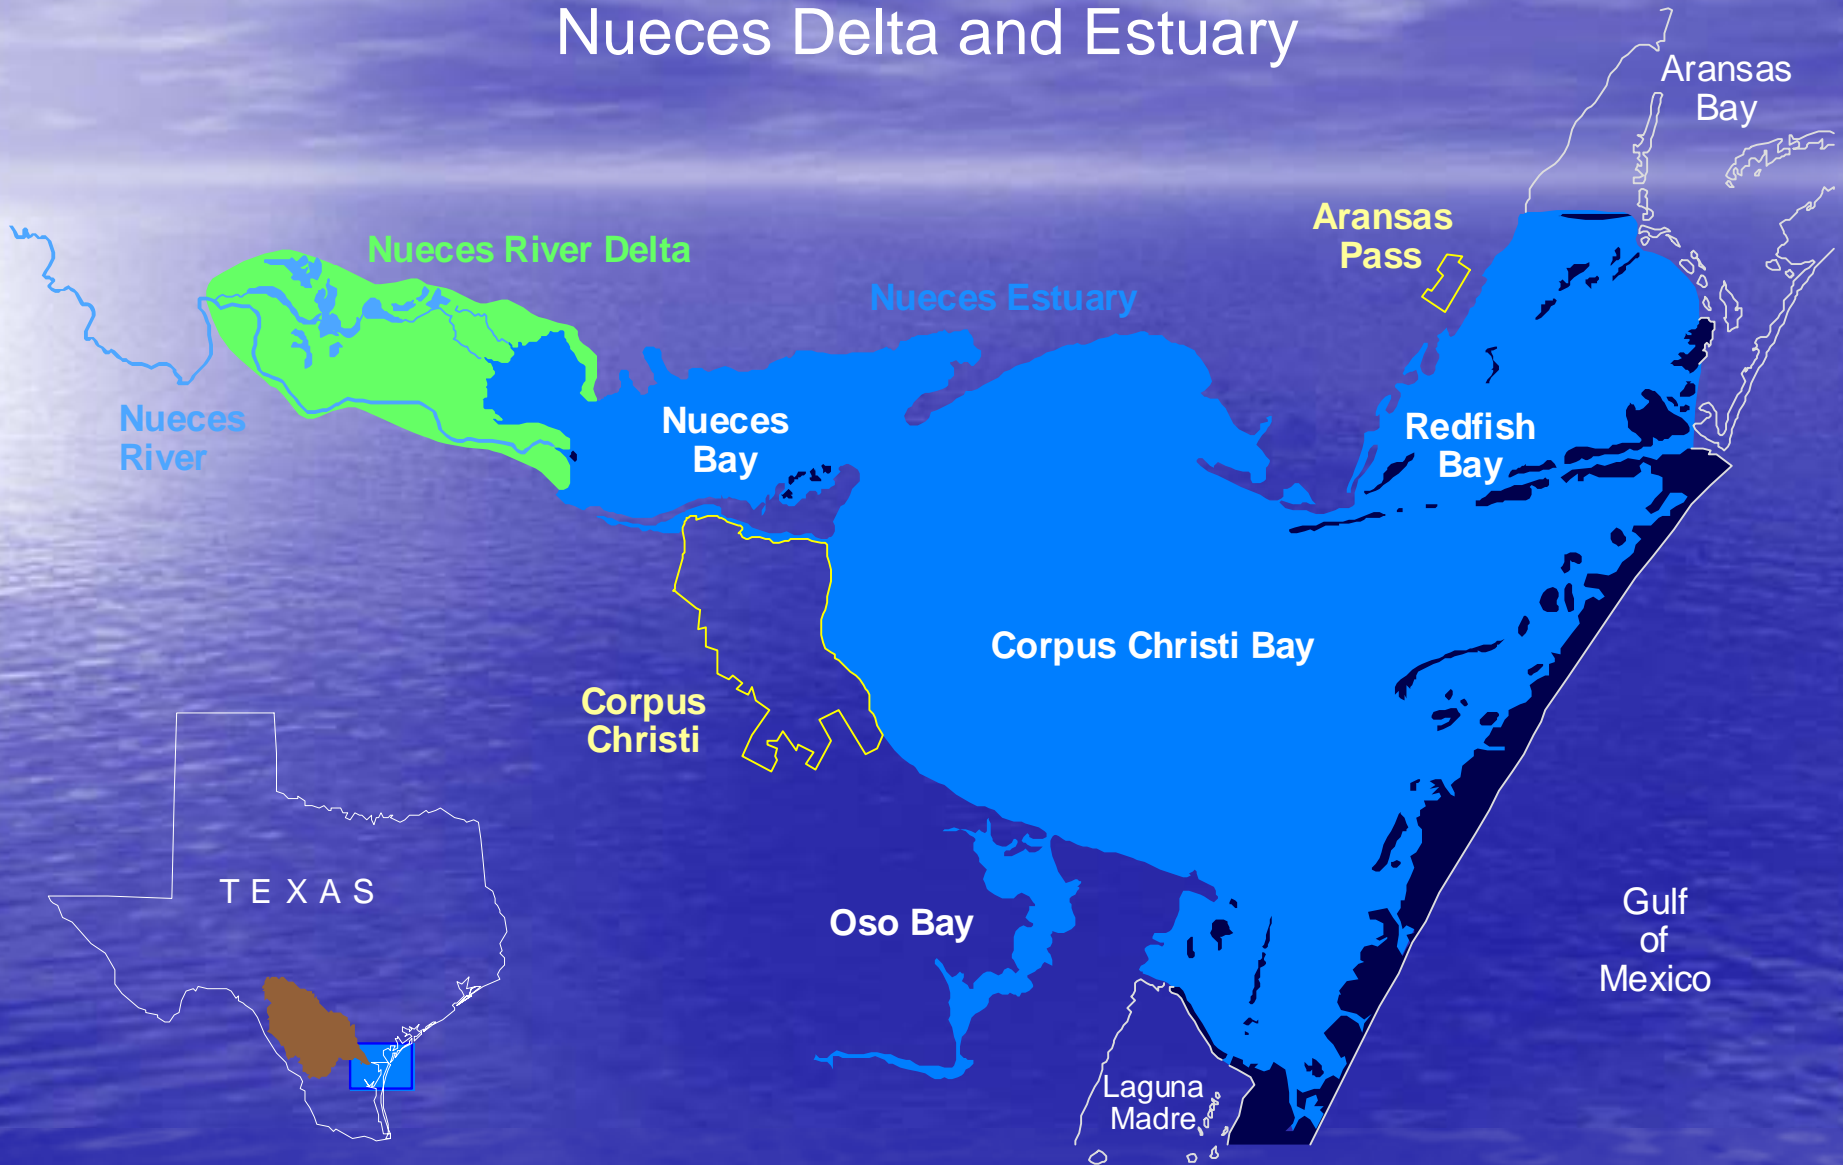 Nueces Delta and Estuary
Aransas
Bay
Aransas
Pass
Nueces River Delta
Nueces Estuary
Nueces
River
Nueces
Bay
Redfish
Bay
Corpus Christi Bay
Corpus
Christi
TEXAS
Oso Bay
Gulf
of
Mexico
Laguna
Madre